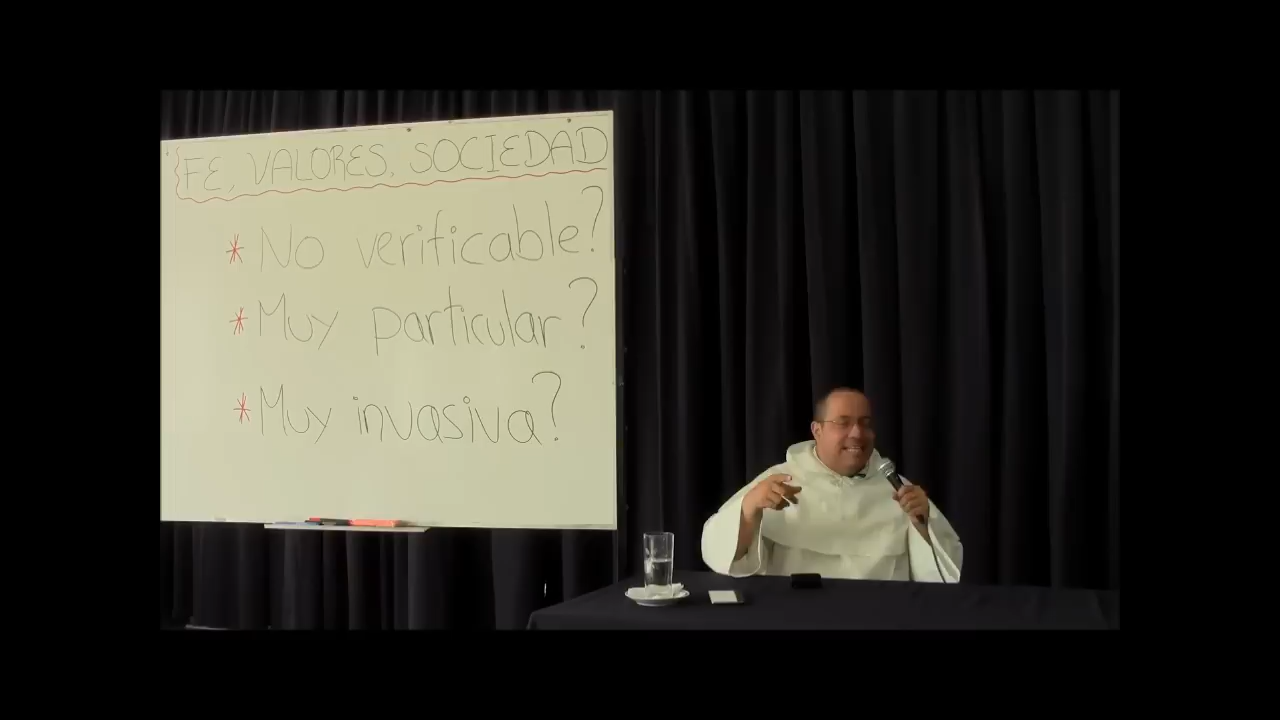 FE, VALORES, SOCIEDAD
* No verificable?
* Muy particular?
* Muy invasiva?